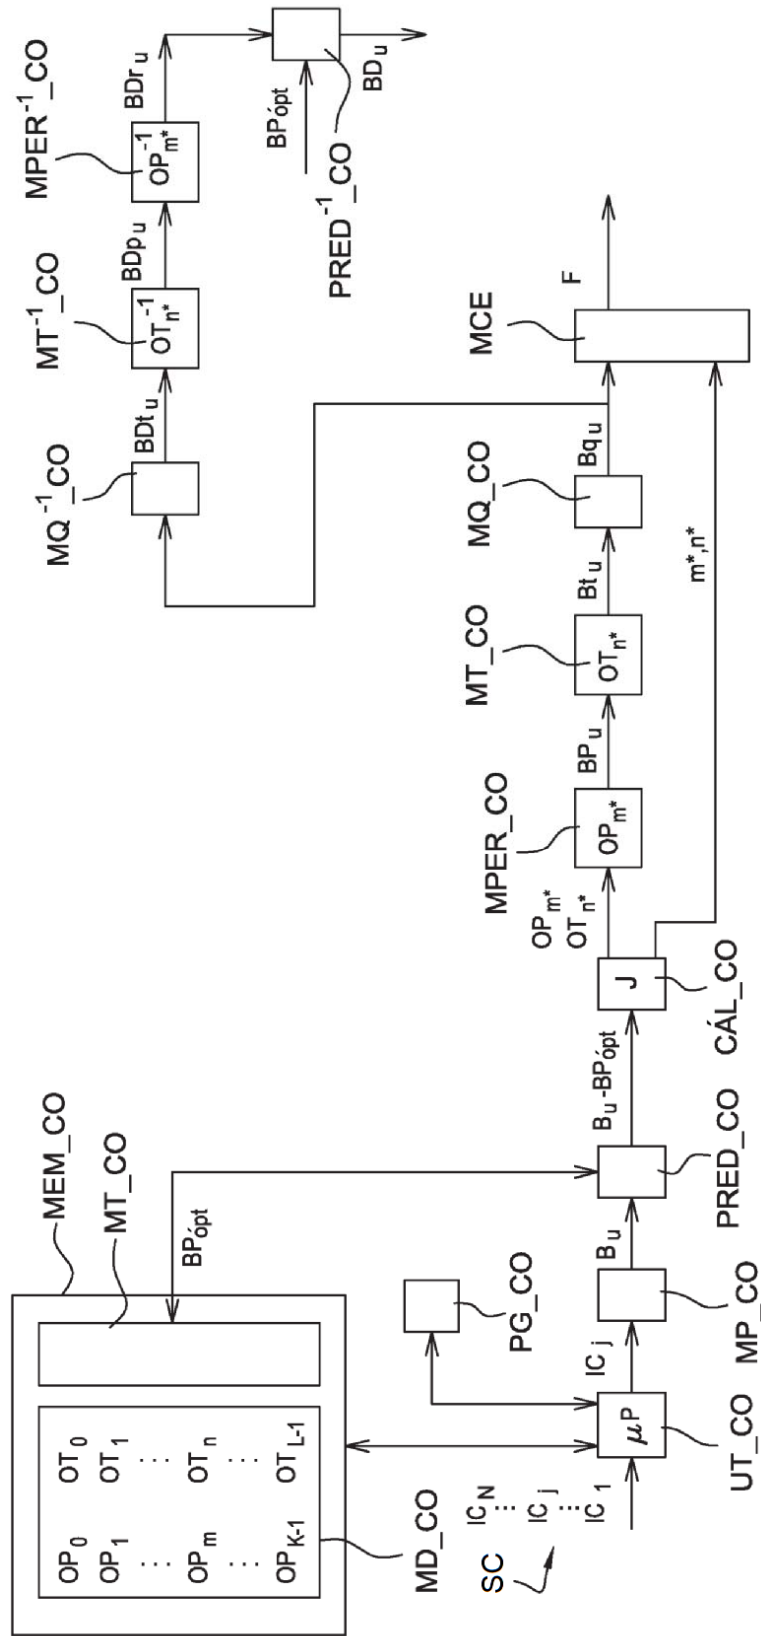 MEM_CO
MT_CO
OP0 OT0
OP1 OT1
⋮ ⋮
OPm OTn
⋮ ⋮
OPK-1 OTL-1
MD_CO
BPópt
PG_CO
SC
ICN ... IC j ... IC1
μP
UT_CO
IC j
MP_CO
Bu
PRED_CO
Bu-BPópt
J
CÁL_CO
OPm*
OTn*
MPER_CO
OPm*
BPu
MT_CO
OTn*
Btu
MQ_CO
Bqu
MCE
F
m*,n*
MQ-1_CO
BDtu
MT-1_CO
OTn*-1
BDpu
MPER-1_CO
OPm*-1
BDru
BPópt
PRED-1_CO
BDu